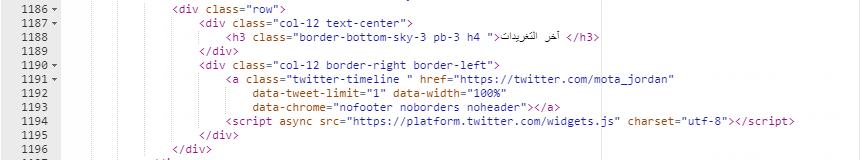 1186 <div class="row">
1187 <div class="col-12 text-center">
1188 <h3 class="border-bottom-sky-3 pb-3 h4 ">آخر التغريدات </h3>
1189 </div>
1190 <div class="col-12 border-right border-left">
1191 <a class="twitter-timeline " href="https://twitter.com/mota_jordan"
1192 data-tweet-limit="1" data-width="100%"
1193 data-chrome="nofooter noborders noheader"></a>
1194 <script async src="https://platform.twitter.com/widgets.js" charset="utf-8"></script>
1195 </div>
1196 </div>